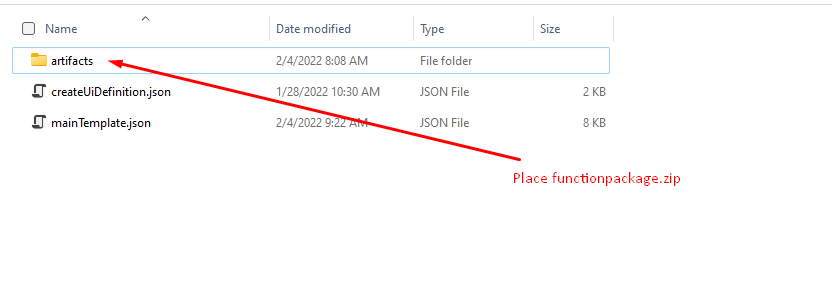 Name Date modified Type Size
artifacts 2/4/2022 8:08 AM File folder
createUiDefinition.json 1/28/2022 10:30 AM JSON File 2 KB
mainTemplate.json 2/4/2022 9:22 AM JSON File 8 KB
Place functionpackage.zip